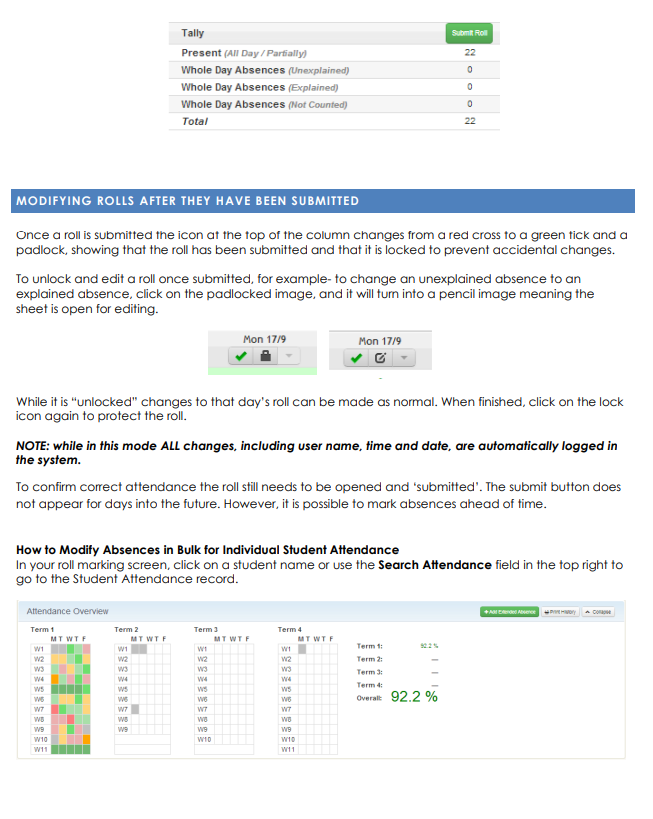 Tally Submit Roll
Present (All Day / Partially) 22
Whole Day Absences (Unexplained) 0
Whole Day Absences (Explained) 0
Whole Day Absences (Not Counted) 0
Total 22
MODIFYING ROLLS AFTER THEY HAVE BEEN SUBMITTED
Once a roll is submitted the icon at the top of the column changes from a red cross to a green tick and a
padlock, showing that the roll has been submitted and that it is locked to prevent accidental changes.
To unlock and edit a roll once submitted, for example- to change an unexplained absence to an
explained absence, click on the padlocked image, and it will turn into a pencil image meaning the
sheet is open for editing.
Mon 17/9 Mon 17/9
While it is “unlocked” changes to that day’s roll can be made as normal. When finished, click on the lock
icon again to protect the roll.
NOTE: while in this mode ALL changes, including user name, time and date, are automatically logged in
the system.
To confirm correct attendance the roll still needs to be opened and ‘submitted’. The submit button does
not appear for days into the future. However, it is possible to mark absences ahead of time.
How to Modify Absences in Bulk for Individual Student Attendance
In your roll marking screen, click on a student name or use the Search Attendance field in the top right to
go to the Student Attendance record.
Attendance Overview + Add Extended Absence Print History Collapse
Term 1 Term 2 Term 3 Term 4
M T W T F M T W T F M T W T F M T W T F
W1 W1 W1 W1 Term 1: 92.2 %
W2 W2 W2 W2 Term 2: —
W3 W3 W3 W3 Term 3: —
W4 W4 W4 W4 Term 4: —
W5 W5 W5 W5 Overall: 92.2 %
W6 W6 W6 W6
W7 W7 W7 W7
W8 W8 W8 W8
W9 W9 W9 W9
W10 W10 W10
W11 W11